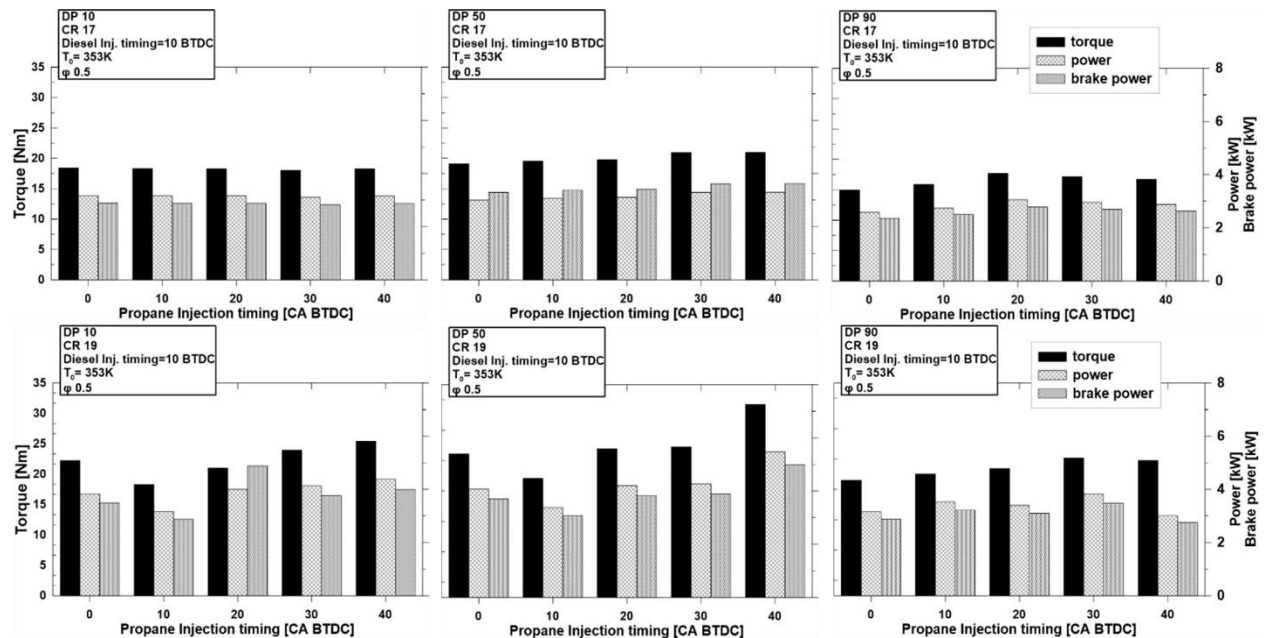 DP 10
CR 17
Diesel Inj. timing=10 BTDC
T₀= 353K
φ 0.5
35
30
25
20
15
10
5
0
Torque [Nm]
0 10 20 30 40
Propane Injection timing [CA BTDC]
DP 50
CR 17
Diesel Inj. timing=10 BTDC
T₀= 353K
φ 0.5
0 10 20 30 40
Propane Injection timing [CA BTDC]
DP 90
CR 17
Diesel Inj. timing=10 BTDC
T₀= 353K
φ 0.5
torque
power
brake power
8
6
4
2
0
Power [kW]
Brake power [kW]
0 10 20 30 40
Propane Injection timing [CA BTDC]
DP 10
CR 19
Diesel Inj. timing=10 BTDC
T₀= 353K
φ 0.5
35
30
25
20
15
10
5
0
Torque [Nm]
0 10 20 30 40
Propane Injection timing [CA BTDC]
DP 50
CR 19
Diesel Inj. timing=10 BTDC
T₀= 353K
φ 0.5
0 10 20 30 40
Propane Injection timing [CA BTDC]
DP 90
CR 19
Diesel Inj. timing=10 BTDC
T₀= 353K
φ 0.5
torque
power
brake power
8
6
4
2
0
Power [kW]
Brake power [kW]
0 10 20 30 40
Propane Injection timing [CA BTDC]